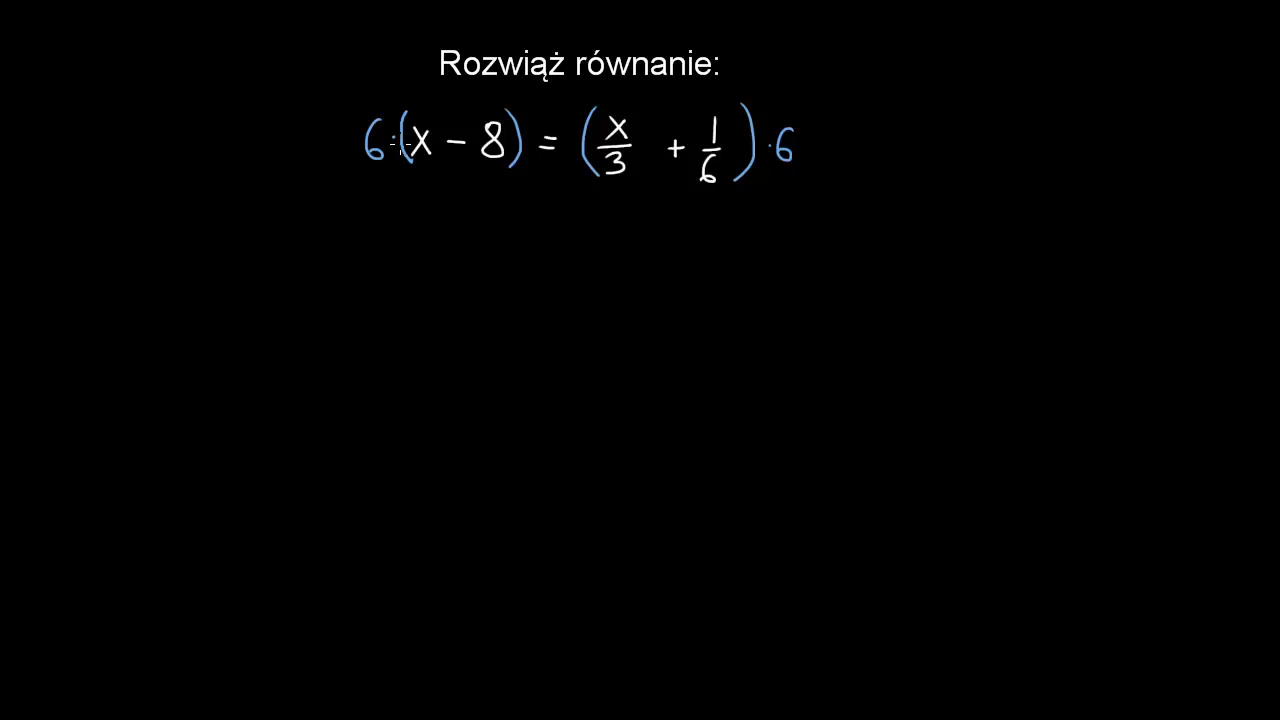 Rozwiąż równanie:
6·(x - 8) = (x/3 + 1/6)·6